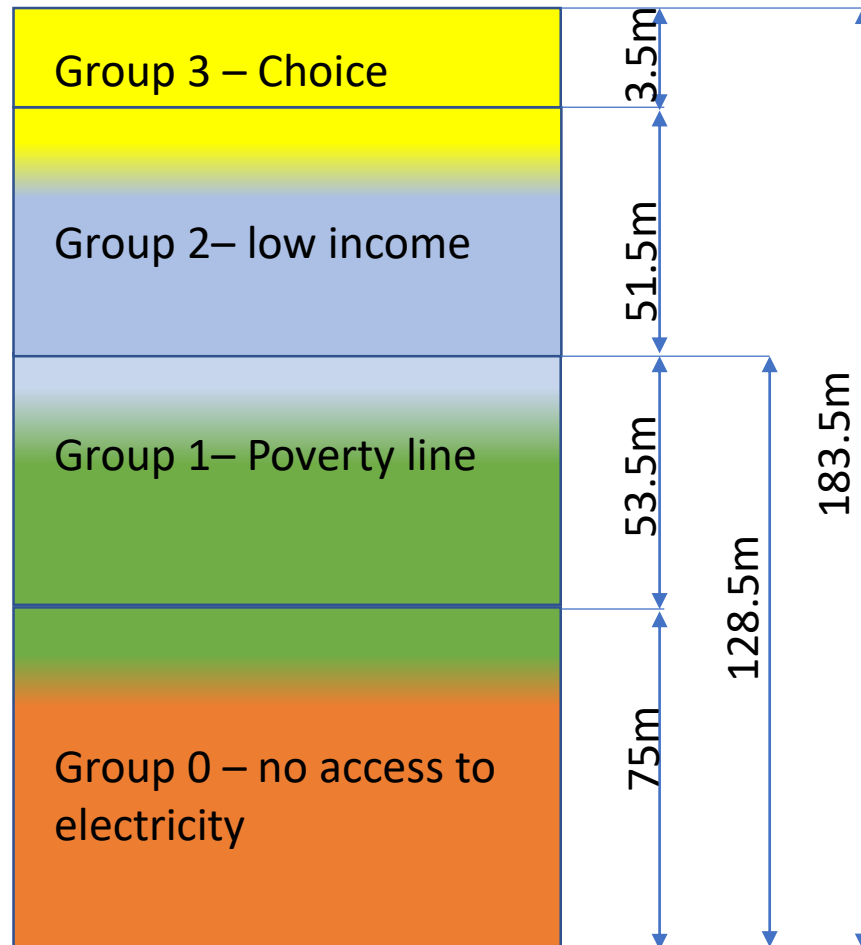 Group 3 – Choice
3.5m
Group 2– low income
51.5m
Group 1– Poverty line
53.5m
183.5m
128.5m
Group 0 – no access to
electricity
75m